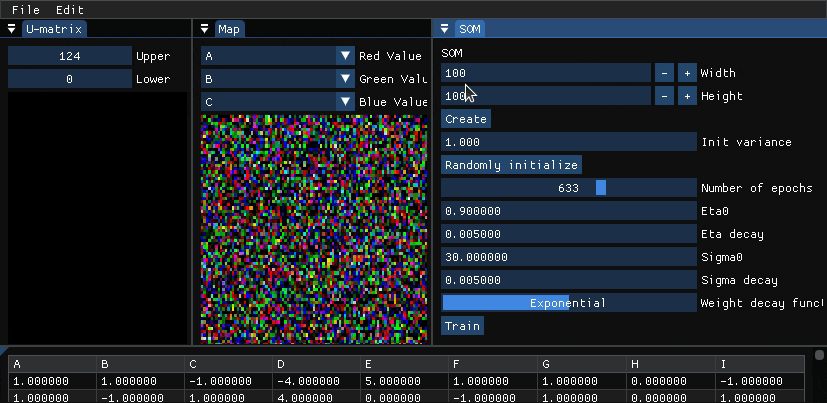 File Edit
U-matrix
124 Upper
0 Lower
Map
A Red Value
B Green Valu
C Blue Value
SOM
SOM
100 - + Width
100 - + Height
Create
1.000 Init variance
Randomly initialize
633 Number of epochs
0.900000 Eta0
0.005000 Eta decay
30.000000 Sigma0
0.005000 Sigma decay
Exponential Weight decay func
Train
A B C D E F G H I
1.000000 1.000000 -1.000000 -4.000000 5.000000 1.000000 1.000000 0.000000 -1.000000
1.000000 -1.000000 1.000000 4.000000 0.000000 -1.000000 1.000000 0.000000 1.000000